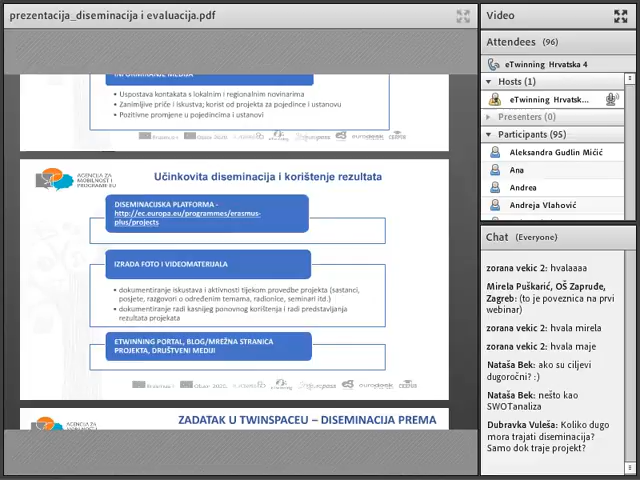 prezentacija_diseminacija i evaluacija.pdf
INFORMIRANJE MEDIJA
• Uspostava kontakata s lokalnim i regionalnim novinarima
• Zanimljive priče i iskustva; korist od projekta za pojedince i ustanovu
• Pozitivne promjene u pojedincima i ustanovi
AGENCIJA ZA
MOBILNOST I
PROGRAME EU
Učinkovita diseminacija i korištenje rezultata
DISEMINACIJSKA PLATFORMA -
http://ec.europa.eu/programmes/erasmus-
plus/projects
IZRADA FOTO I VIDEOMATERIJALA
• dokumentiranje iskustava i aktivnosti tijekom provedbe projekta (sastanci,
posjete, razgovori o određenim temama, radionice, seminari itd.)
• dokumentiranje radi kasnijeg ponovnog korištenja i radi predstavljanja
rezultata projekata
ETWINNING PORTAL, BLOG/MREŽNA STRANICA
PROJEKTA, DRUŠTVENI MEDIJI
ZADATAK U TWINSPACEU – DISEMINACIJA PREMA
AGENCIJA ZA
Video
Attendees (96)
eTwinning Hrvatska 4
Hosts (1)
eTwinning Hrvatsk...
Presenters (0)
Participants (95)
Aleksandra Gudlin Mićić
Ana
Andrea
Andreja Vlahović
Chat (Everyone)
zorana vekic 2: hvalaaaa
Mirela Puškarić, OŠ Zapruđe,
Zagreb: (to je poveznica na prvi
webinar)
zorana vekic 2: hvala mirela
zorana vekic 2: hvala maje
Nataša Bek: ako su ciljevi
dugoročni? :)
Nataša Bek: nešto kao
SWOTanaliza
Dubravka Vuleša: Koliko dugo
mora trajati diseminacija?
Samo dok traje projekt?